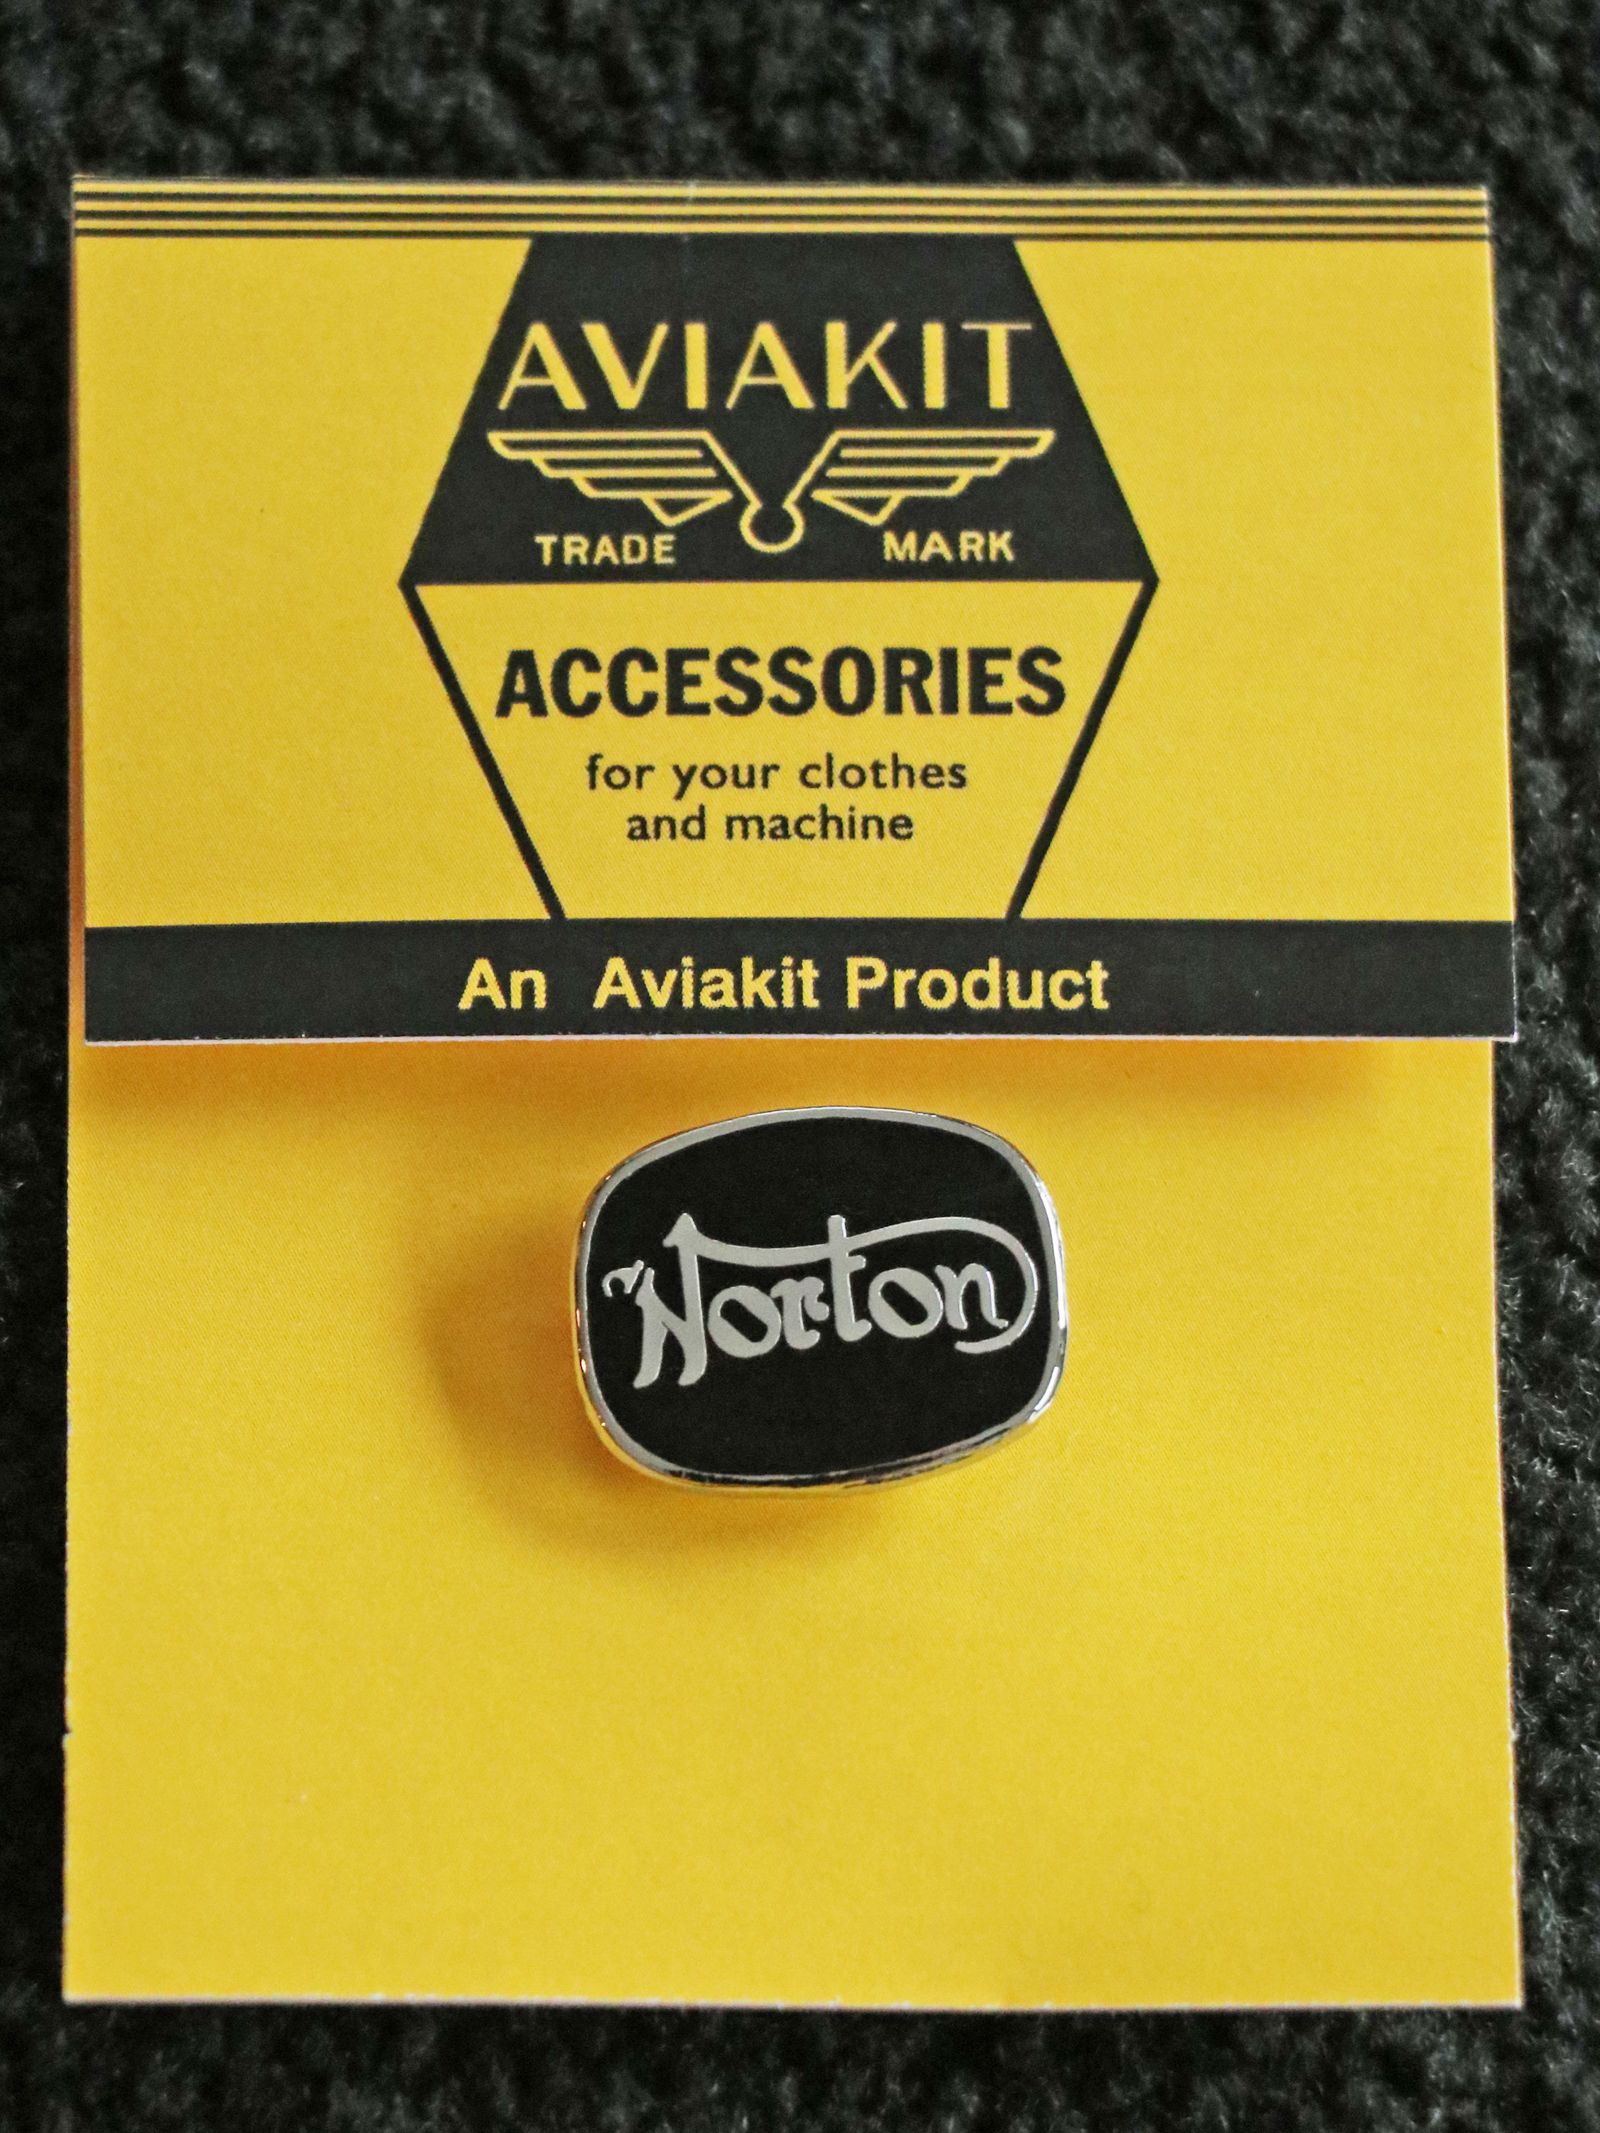 AVIAKIT
TRADE MARK
ACCESSORIES
for your clothes
and machine
An Aviakit Product
Norton